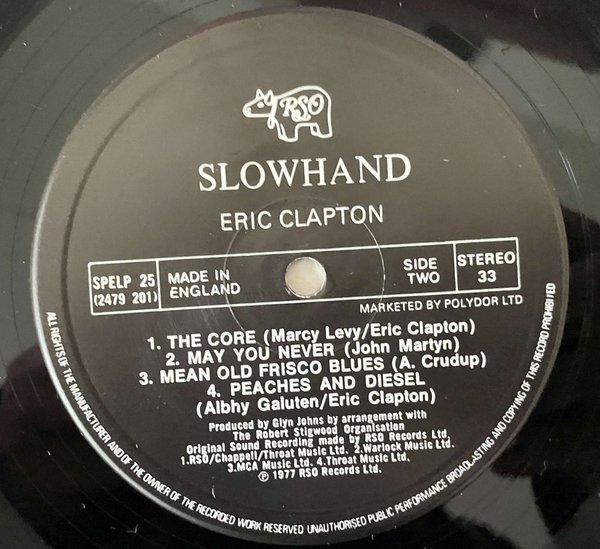 RSO
SLOWHAND
ERIC CLAPTON
SPELP 25
(2479 201)
MADE IN
ENGLAND
SIDE
TWO
STEREO
33
MARKETED BY POLYDOR LTD
1. THE CORE (Marcy Levy/Eric Clapton)
2. MAY YOU NEVER (John Martyn)
3. MEAN OLD FRISCO BLUES (A. Crudup)
4. PEACHES AND DIESEL
(Albhy Galuten/Eric Clapton)
Produced by Glyn Johns by arrangement with
The Robert Stigwood Organisation
Original Sound Recording made by RSO Records Ltd.
1.RSO/Chappell/Throat Music Ltd. 2.Warlock Music Ltd.
3.MCA Music Ltd. 4.Throat Music Ltd.
℗ 1977 RSO Records Ltd.
ALL RIGHTS OF THE MANUFACTURER AND OF THE OWNER OF THE RECORDED WORK RESERVED UNAUTHORISED PUBLIC PERFORMANCE BROADCASTING AND COPYING OF THIS RECORD PROHIBITED